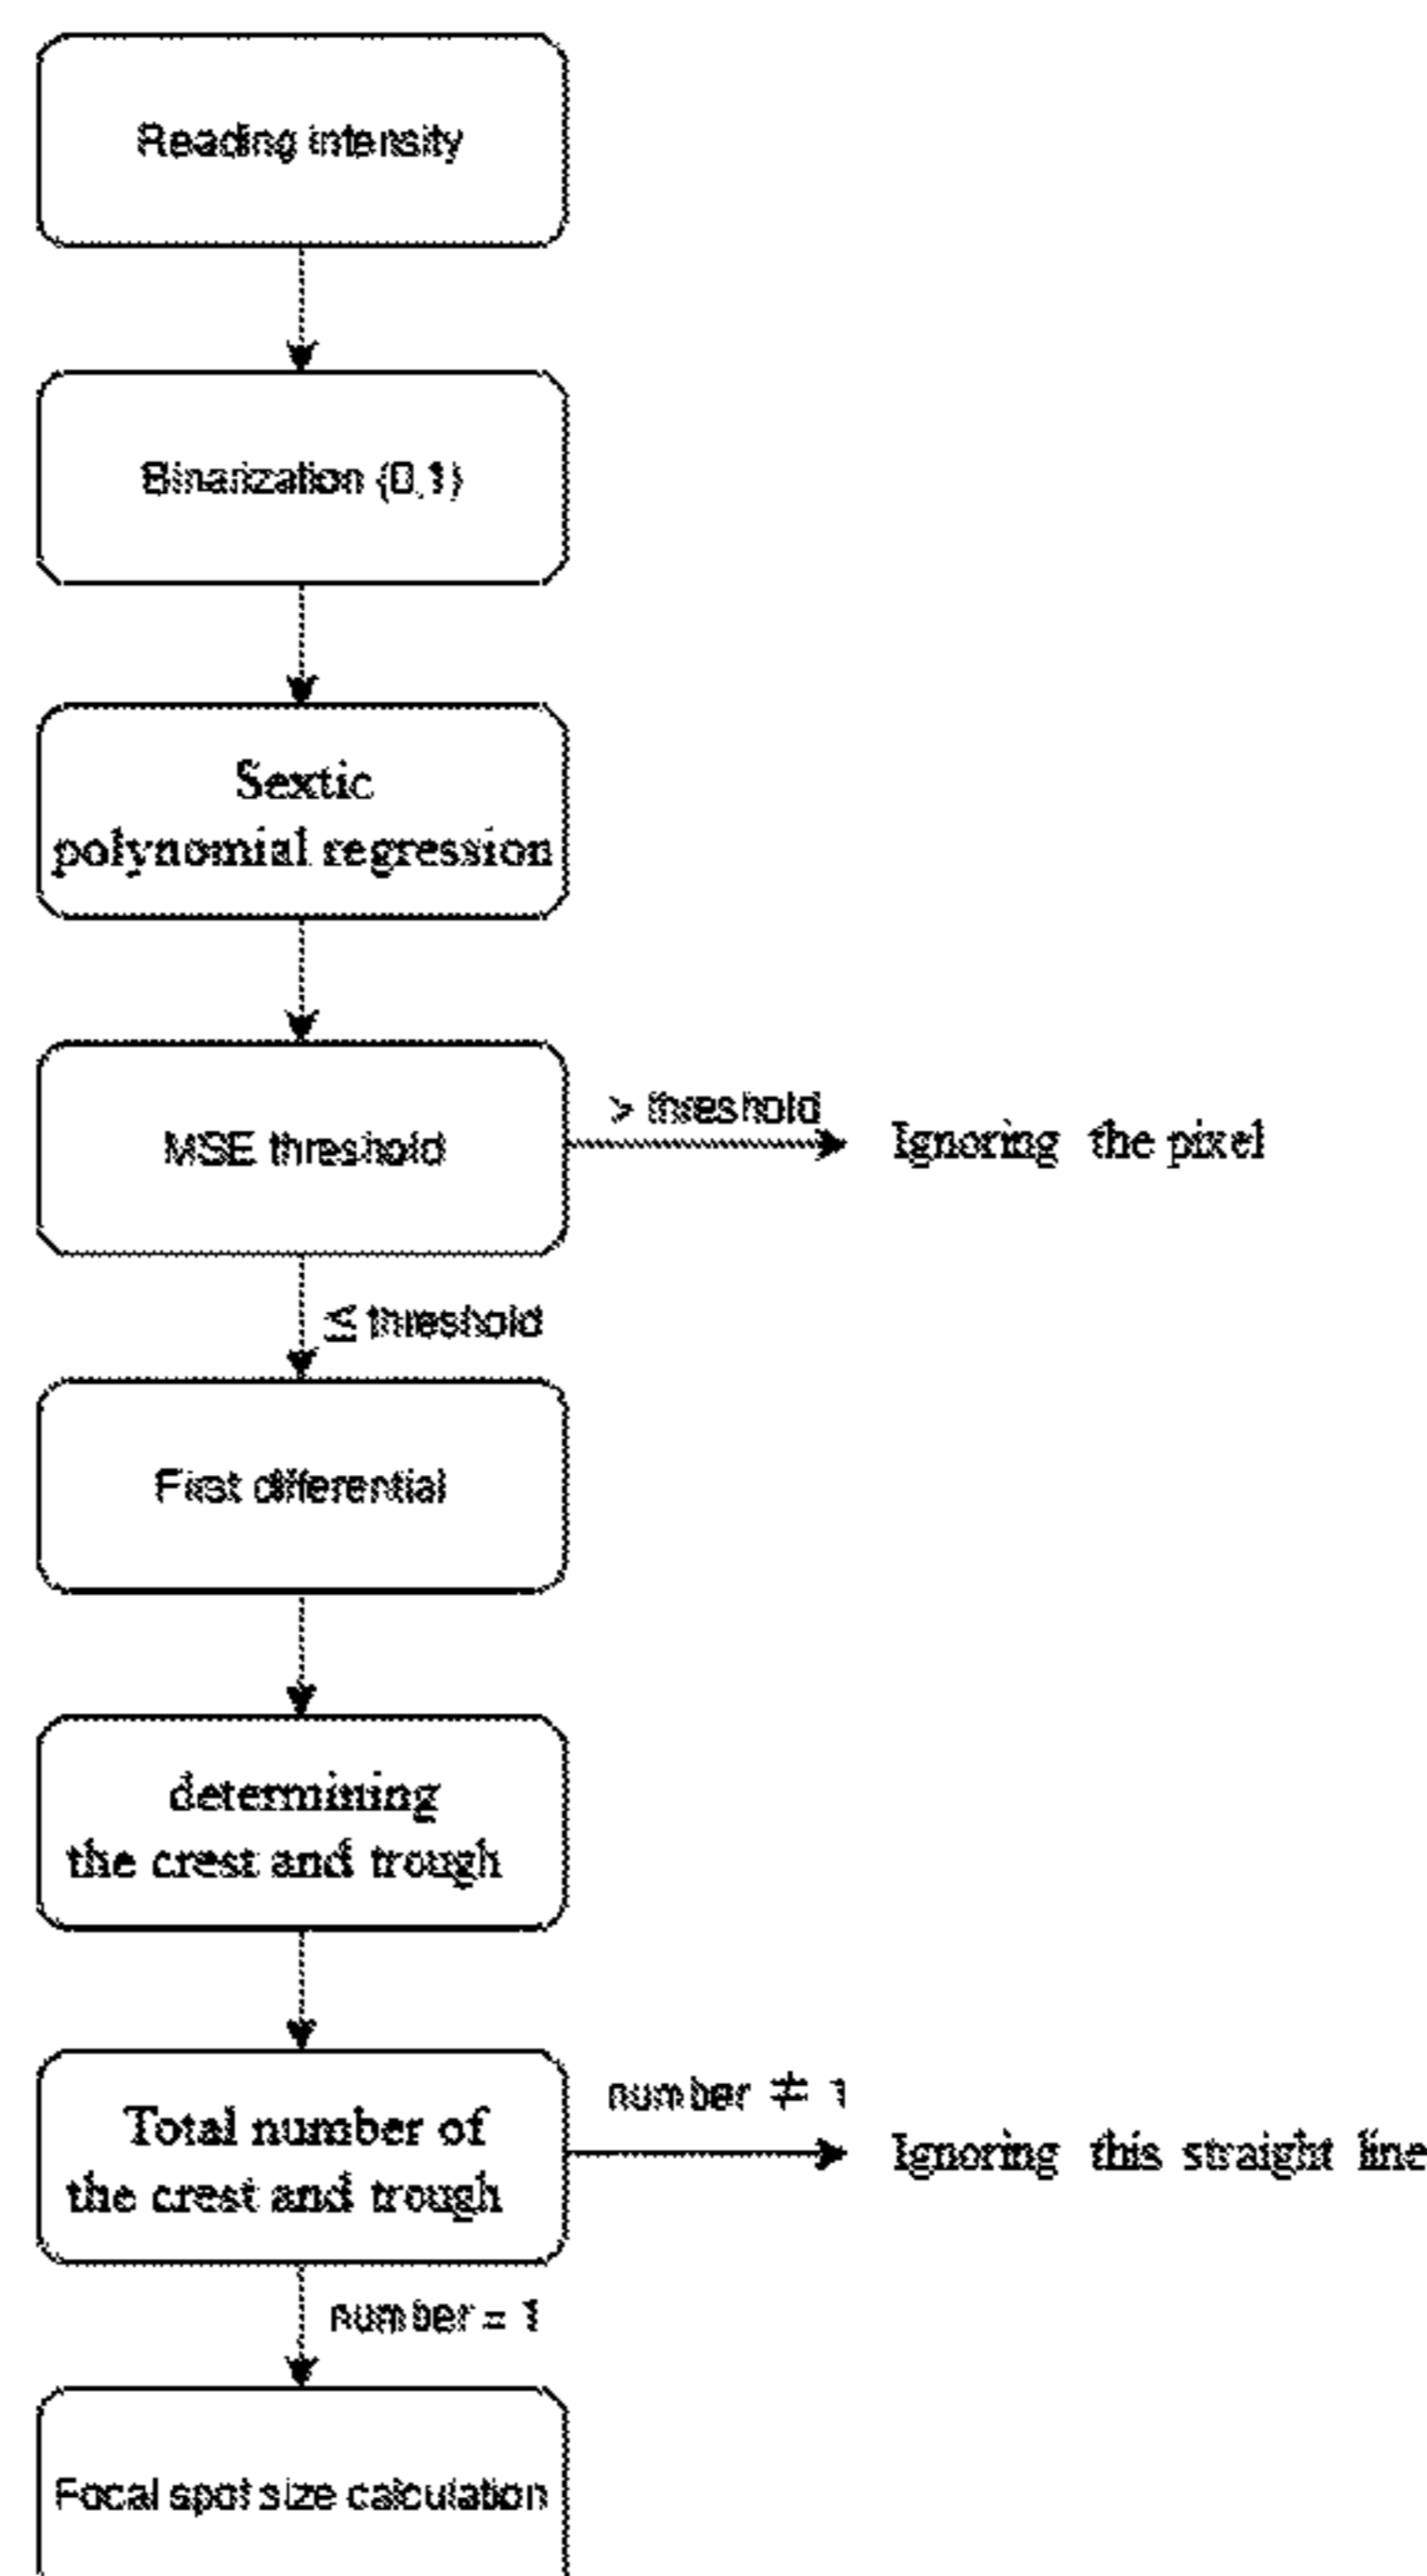 Reading intensity
Binarization (0,1)
Sextic
polynomial regression
MSE threshold
> threshold
Ignoring the pixel
≤ threshold
First differential
determining
the crest and trough
Total number of
the crest and trough
number ≠ 1
Ignoring this straight line
number = 1
Focal spot size calculation